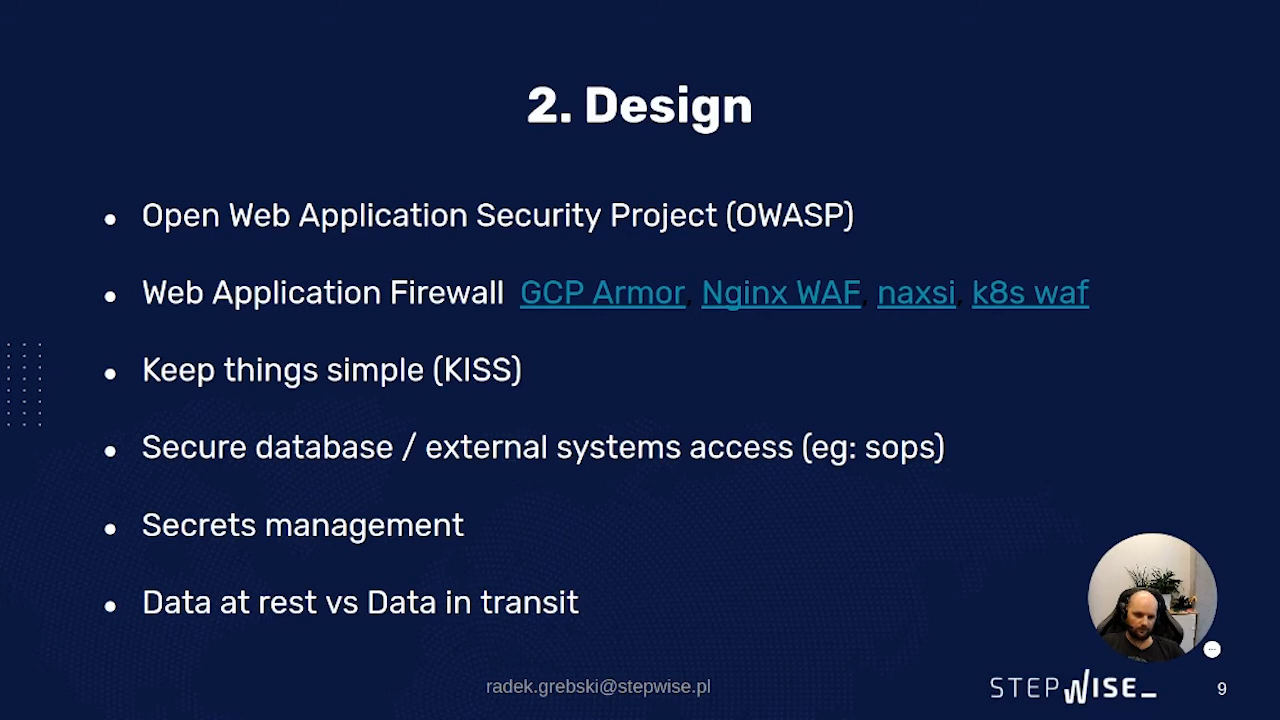 2. Design
Open Web Application Security Project (OWASP)
Web Application Firewall GCP Armor, Nginx WAF, naxsi, k8s waf
Keep things simple (KISS)
Secure database / external systems access (eg: sops)
Secrets management
Data at rest vs Data in transit
radek.grebski@stepwise.pl
STEPWISE_
9